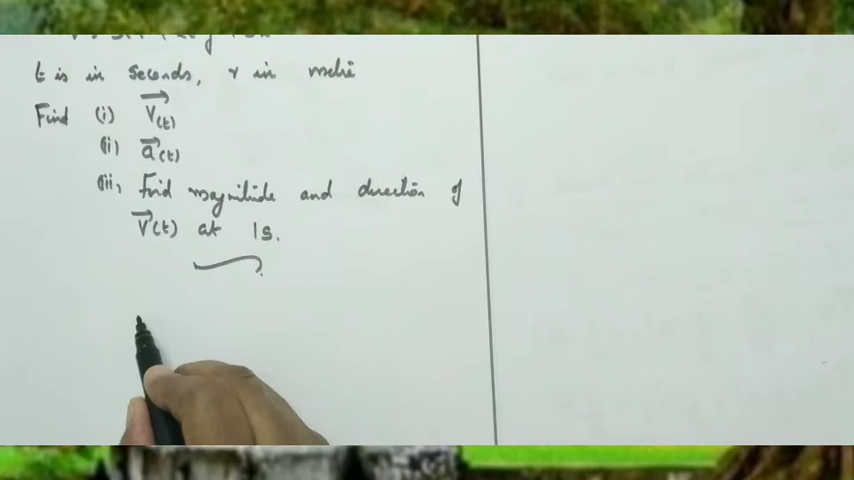 t is in seconds, r in metre
Find (i) V(t)
(ii) a(t)
(iii) Find magnitude and direction of
V(t) at 1s.